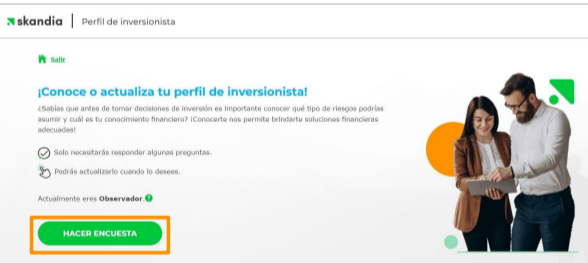 skandia | Perfil de inversionista
Salir
¡Conoce o actualiza tu perfil de inversionista!
¿Sabías que antes de tomar decisiones de inversión es importante conocer qué tipo de riesgos podrías
asumir y cuál es tu conocimiento financiero? ¡Conocerte nos permite brindarte soluciones financieras
adecuadas!
Solo necesitarás responder algunas preguntas.
Podrás actualizarlo cuando lo desees.
Actualmente eres Observador.
HACER ENCUESTA